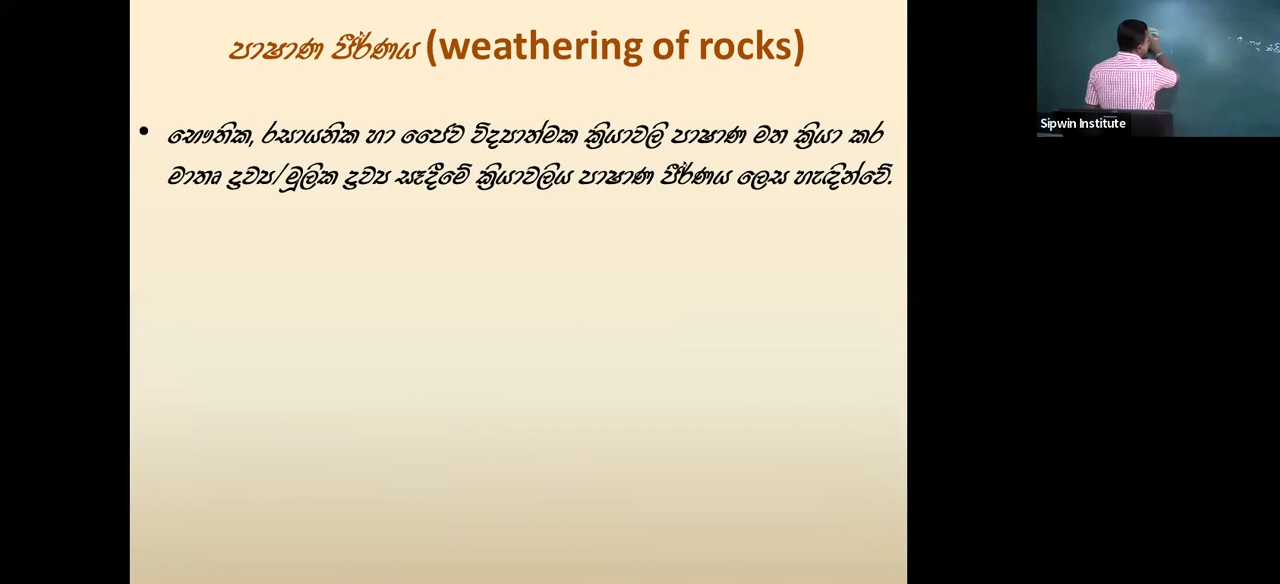 පාෂාණ ජීර්ණය (weathering of rocks)
• භෞතික, රසායනික හා ජෛව විද්‍යාත්මක ක්‍රියාවලි පාෂාණ මත ක්‍රියා කර
මාතෘ ද්‍රව්‍ය/මූලික ද්‍රව්‍ය සෑදීමේ ක්‍රියාවලිය පාෂාණ ජීර්ණය ලෙස හැඳින්වේ.
Sipwin Institute